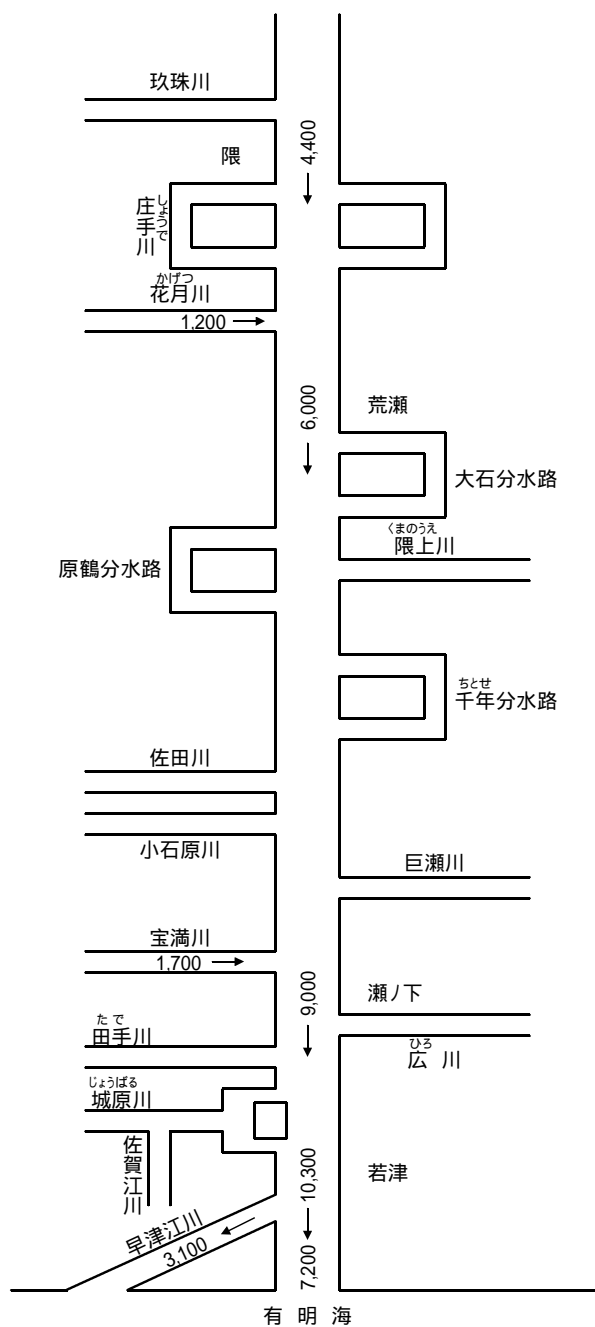 玖珠川
隈
4,400
しょうで
庄手川
かげつ
花月川
1,200
6,000
荒瀬
大石分水路
くまのうえ
隈上川
原鶴分水路
ちとせ
千年分水路
佐田川
小石原川
巨瀬川
宝満川
1,700
9,000
瀬ノ下
たで
田手川
ひろ
広川
じょうばる
城原川
佐賀江川
10,300
若津
早津江川
3,100
7,200
有明海